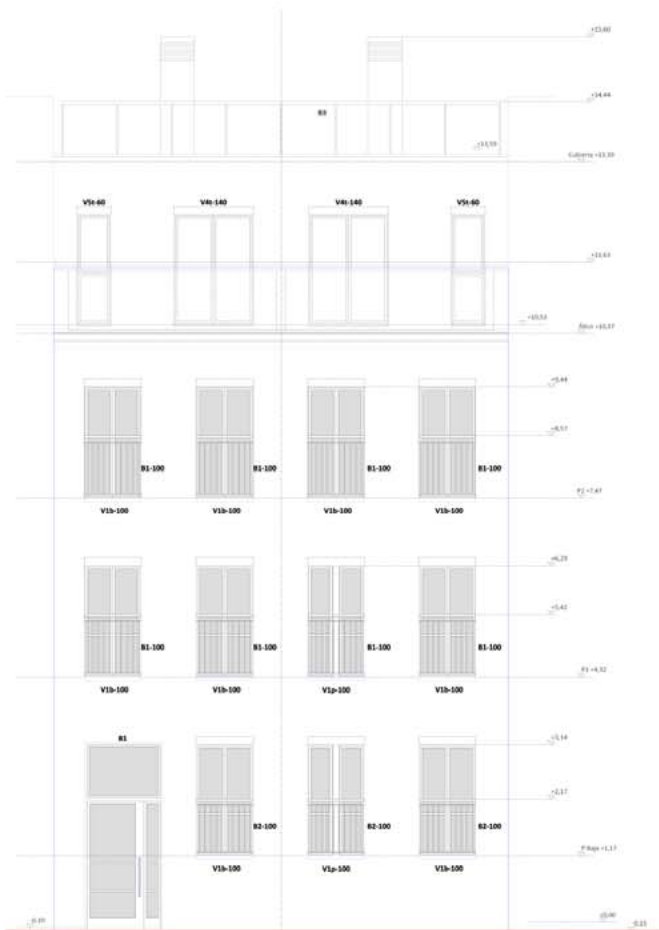 +15,60
+14,44
B3
+13,59
Cubierta +13,39
V5t-60 V4t-140 V4t-140 V5t-60
+11,63
+10,52
Ático +10,37
+9,44
+8,57
B1-100 B1-100 B1-100 B1-100
P2 +7,47
V1b-100 V1b-100 V1b-100 V1b-100
+6,29
+5,42
B1-100 B1-100 B1-100 B1-100
P1 +4,32
V1b-100 V1b-100 V1p-100 V1b-100
B1
+3,14
+2,17
B2-100 B2-100 B2-100
P Baja +1,17
V1b-100 V1p-100 V1b-100